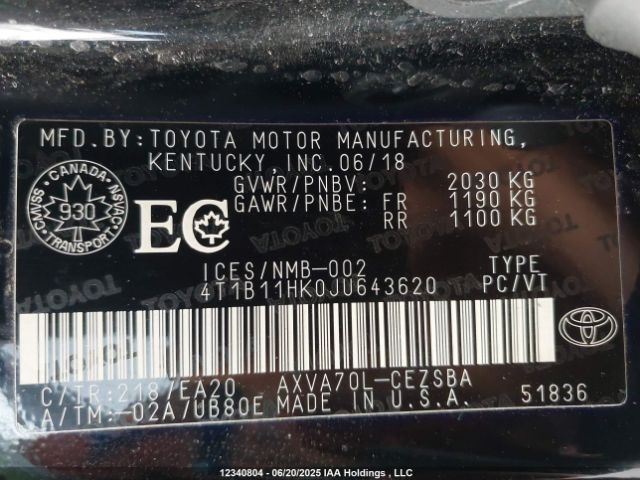 MFD.BY:TOYOTA MOTOR MANUFACTURING,
KENTUCKY,INC.06/18
GVWR/PNBV: 2030 KG
GAWR/PNBE: FR 1190 KG
RR 1100 KG
CANADA
CMVSS 930 NSVAC
TRANSPORT
EC
ICES/NMB-002
4T1B11HK0JU643620
TYPE
PC/VT
C/TR:218 /EA20 AXVA70L-CEZSBA
A/TM:-02A/UB80E MADE IN U.S.A.
51836
12340804 - 06/20/2025 IAA Holdings , LLC